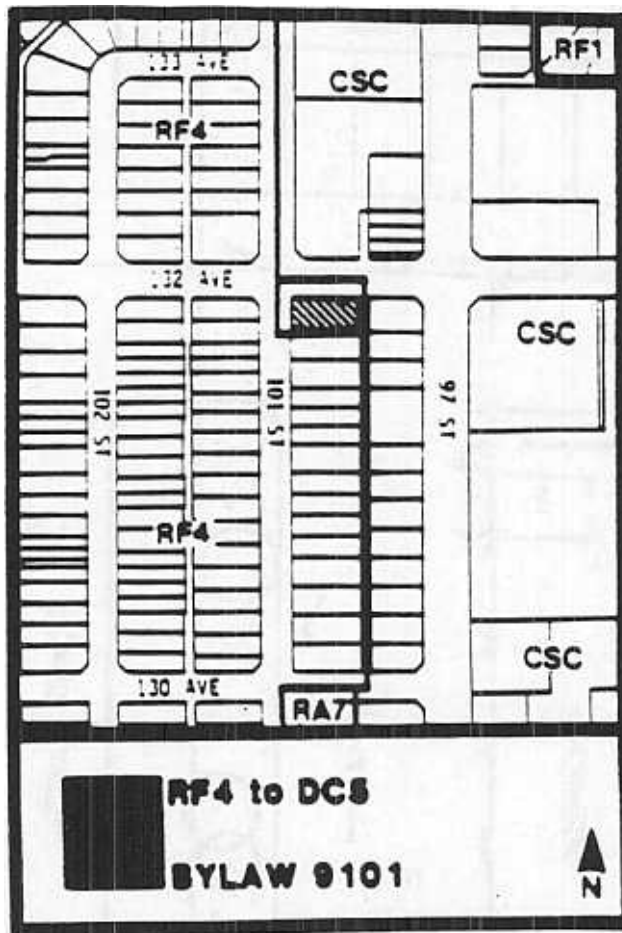 133 AVE
RF1
CSC
RF4
132 AVE
CSC
102 ST
101 ST
97 ST
RF4
CSC
130 AVE
RA7
RF4 to DC5
BYLAW 9101
N